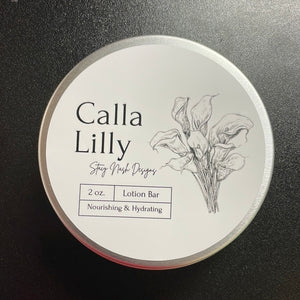 Calla
Lilly
Stacy Nash Designs
2 oz. Lotion Bar
Nourishing & Hydrating